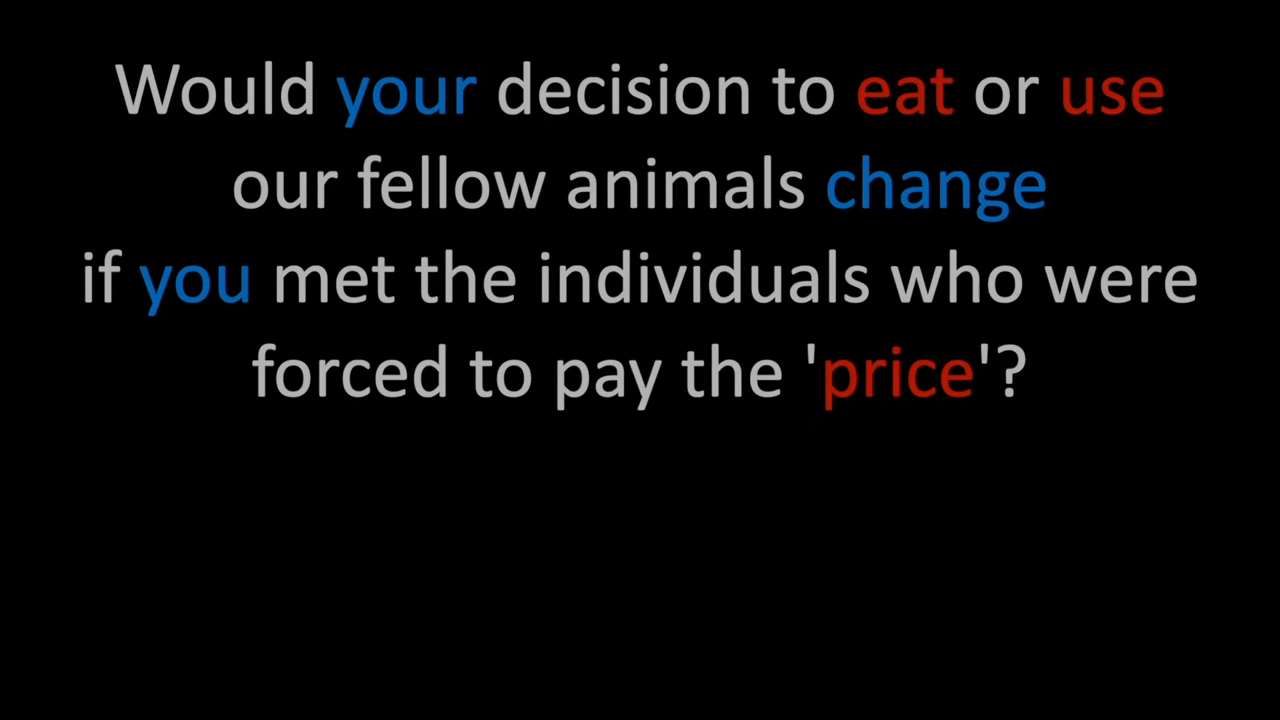 Would your decision to eat or use
our fellow animals change
if you met the individuals who were
forced to pay the 'price'?